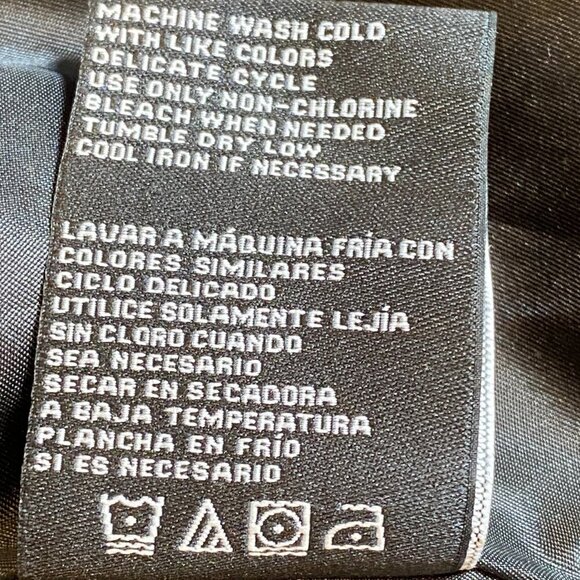 MACHINE WASH COLD
WITH LIKE COLORS
DELICATE CYCLE
USE ONLY NON-CHLORINE
BLEACH WHEN NEEDED
TUMBLE DRY LOW
COOL IRON IF NECESSARY
LAVAR A MÁQUINA FRÍA CON
COLORES SIMILARES
CICLO DELICADO
UTILICE SOLAMENTE LEJÍA
SIN CLORO CUANDO
SEA NECESARIO
SECAR EN SECADORA
A BAJA TEMPERATURA
PLANCHA EN FRÍO
SI ES NECESARIO